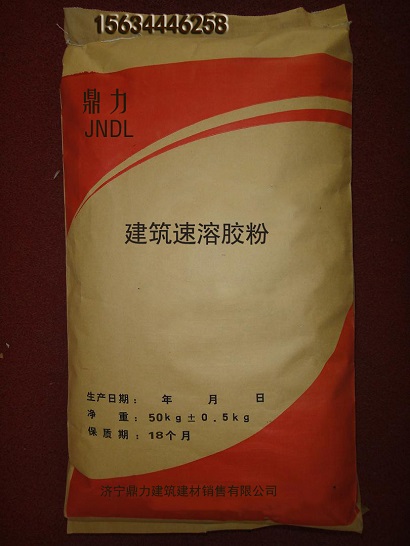 15634446258
鼎力
JNDL
建筑速溶胶粉
生产日期： 年 月 日
净 重：50kg±0.5kg
保质期：18个月
济宁鼎力建筑建材销售有限公司